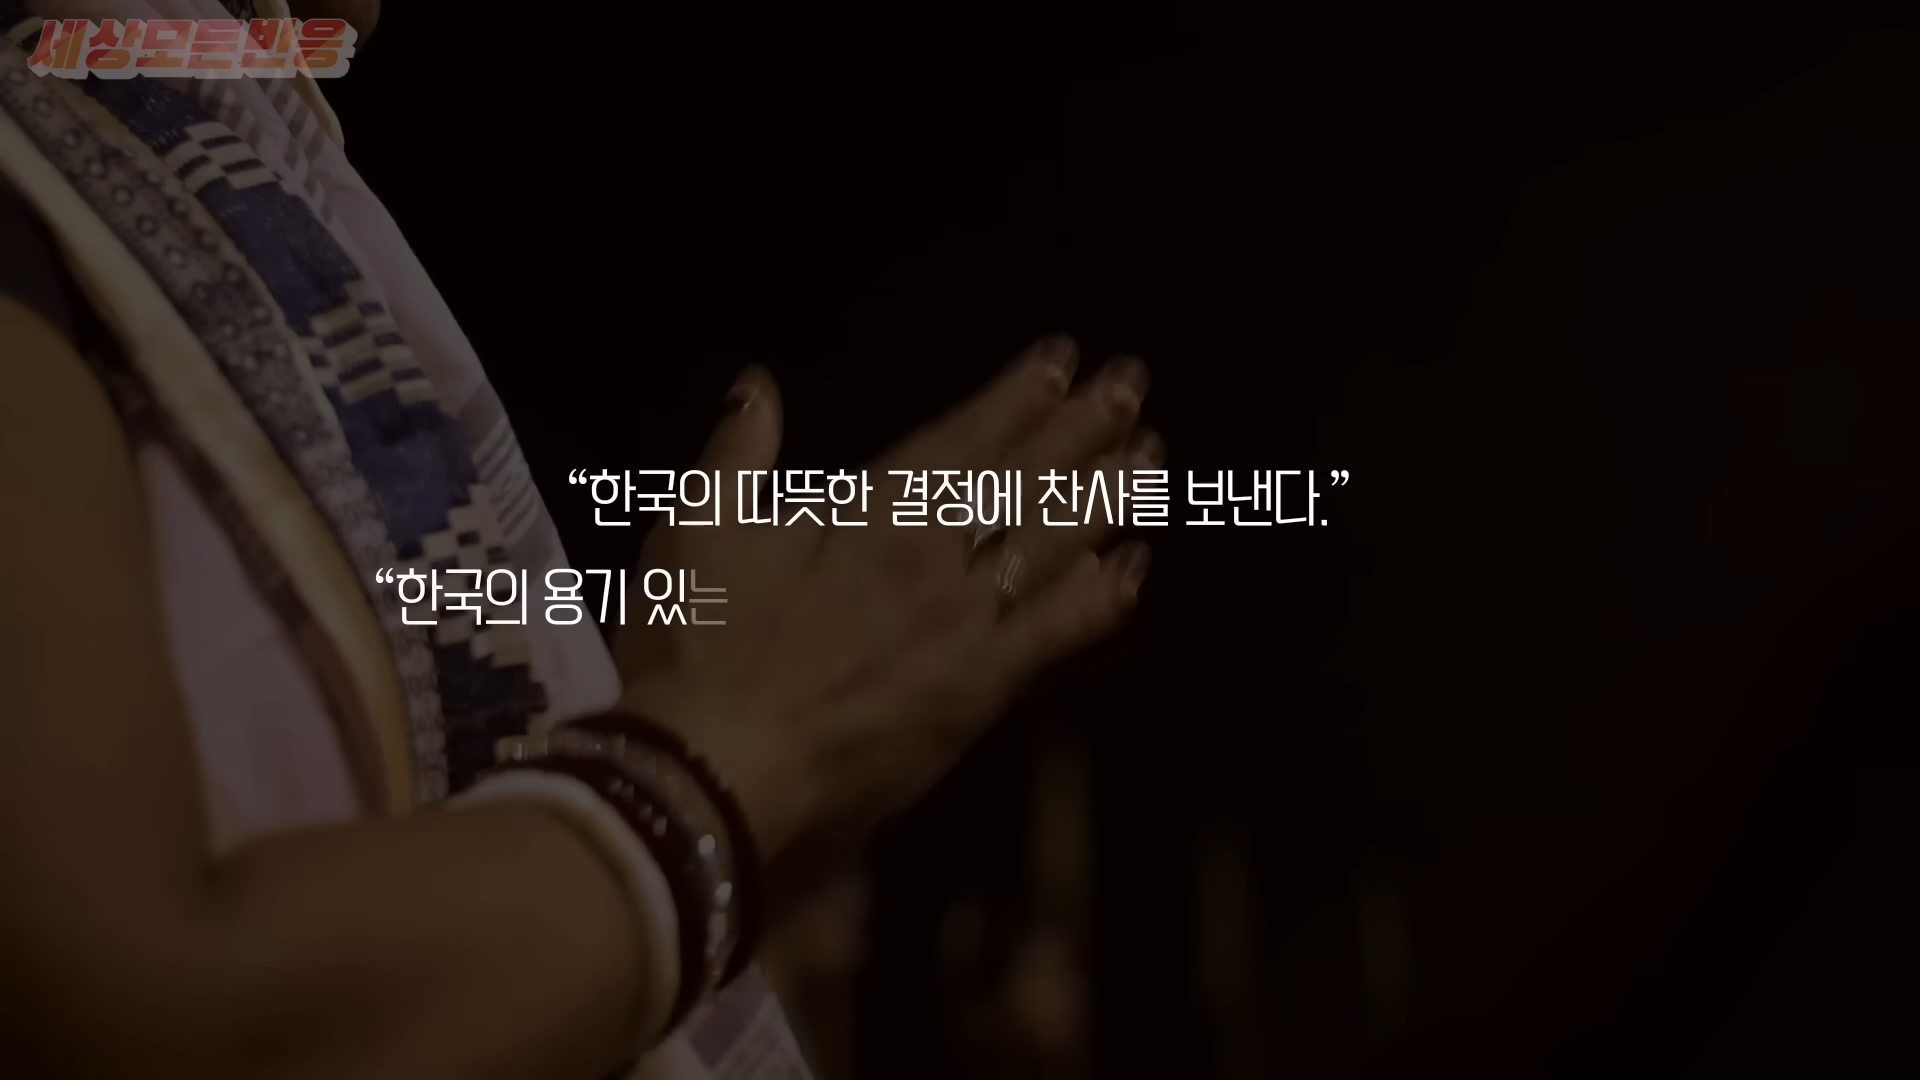 세상모든반응
“한국의 따뜻한 결정에 찬사를 보낸다.”
“한국의 용기 있는